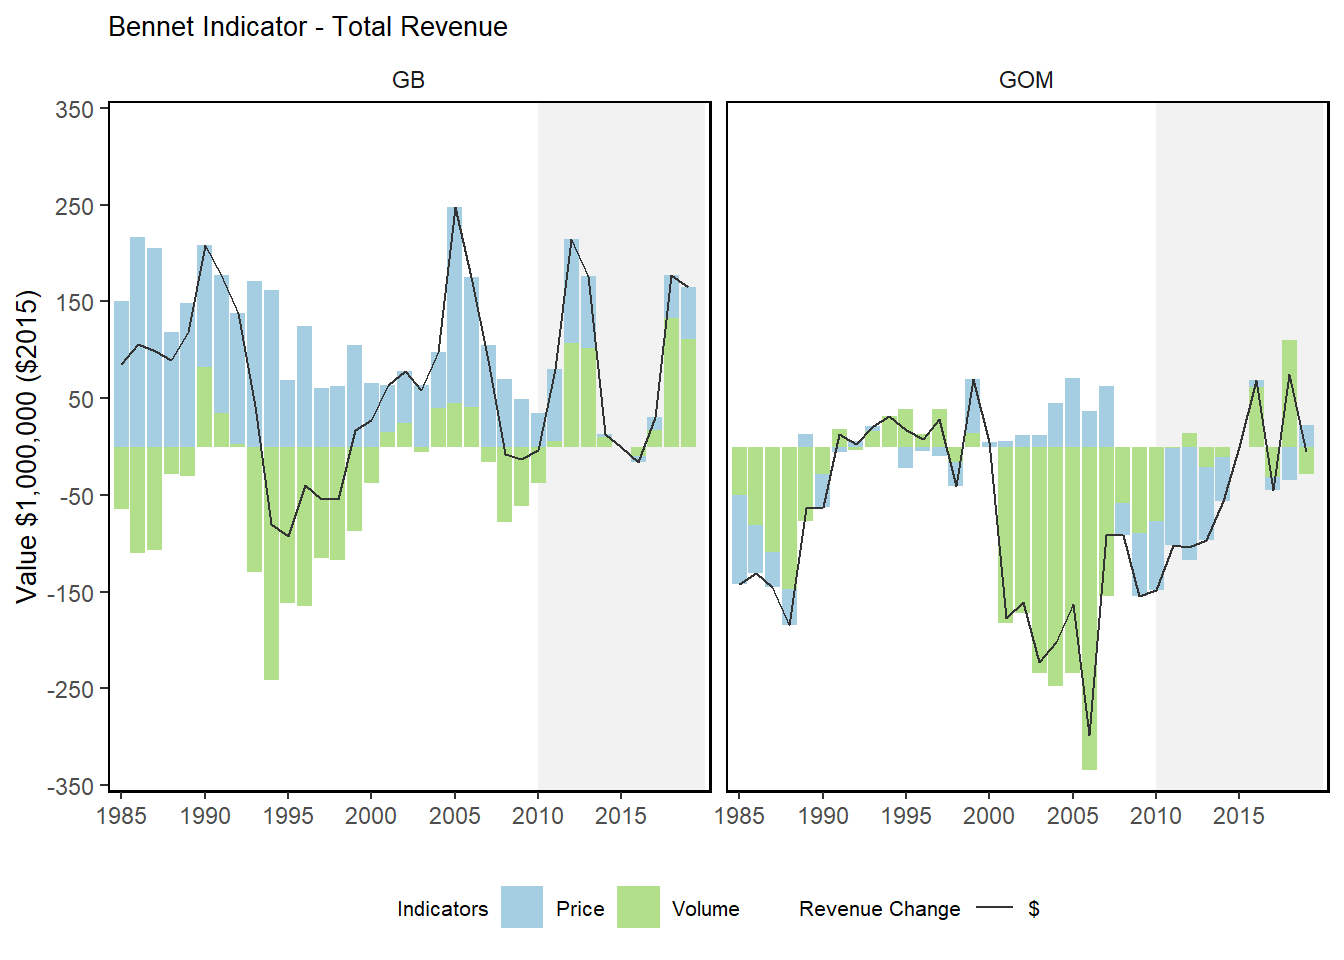 Bennet Indicator - Total Revenue
GB
GOM
Value $1,000,000 ($2015)
350
250
150
50
-50
-150
-250
-350
1985 1990 1995 2000 2005 2010 2015
1985 1990 1995 2000 2005 2010 2015
Indicators Price Volume Revenue Change $